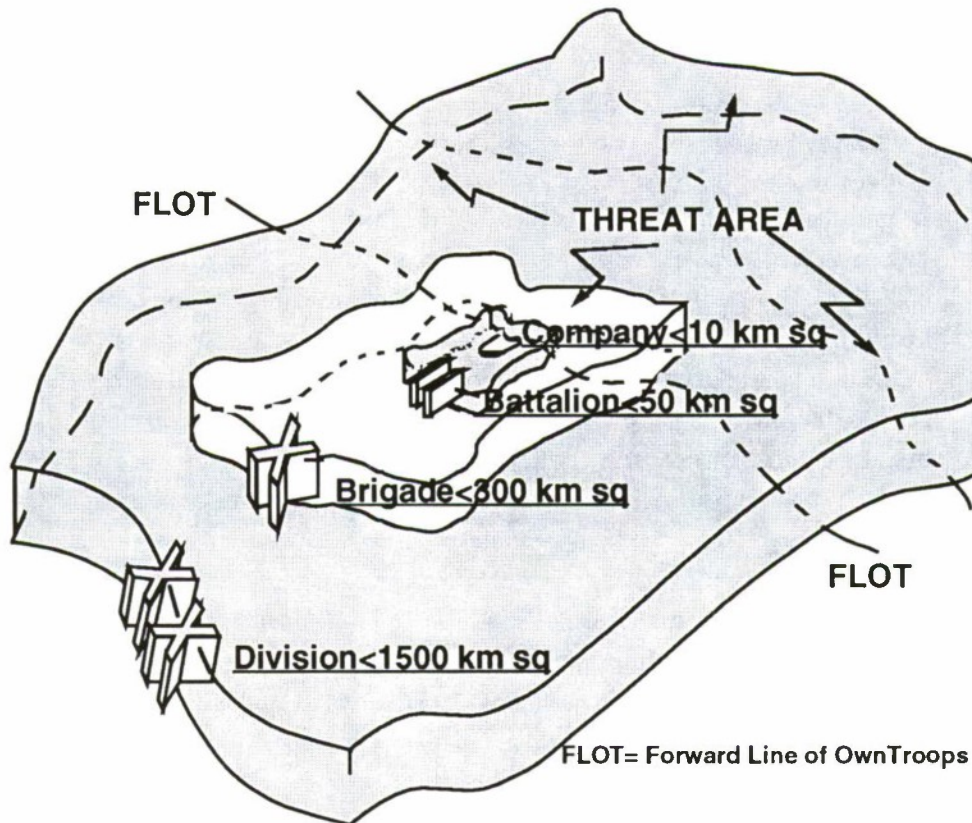 FLOT
THREAT AREA
Company<10 km sq
Battalion<50 km sq
Brigade<300 km sq
FLOT
Division<1500 km sq
FLOT= Forward Line of OwnTroops